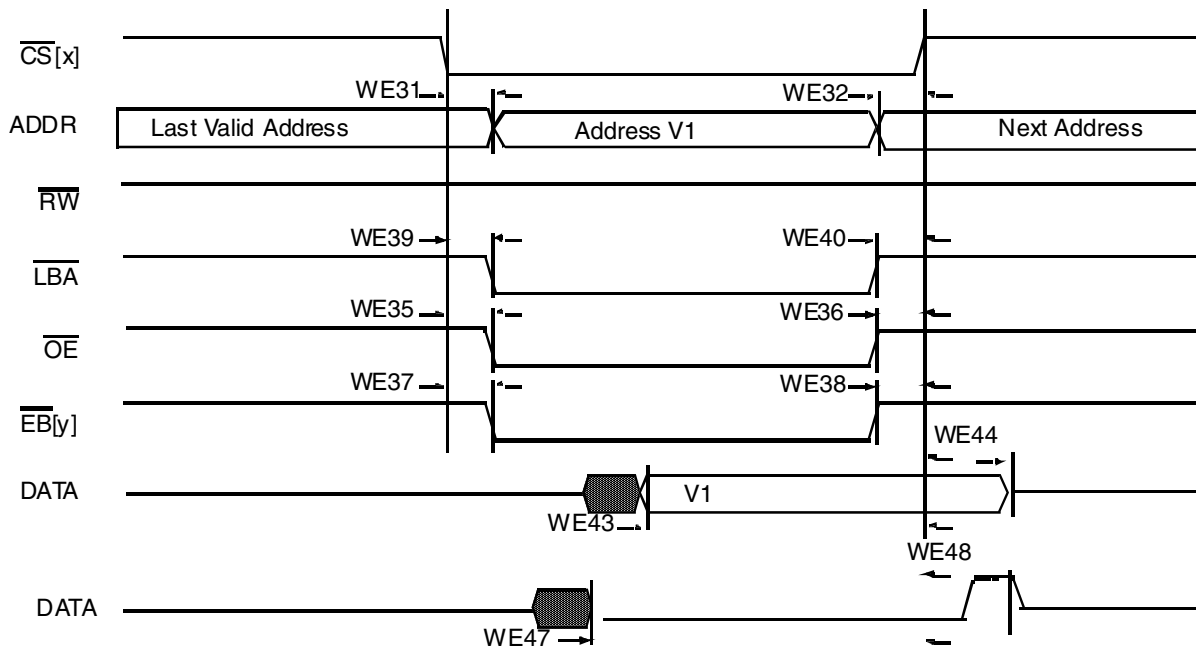 CS[x]
WE31
WE32
ADDR
Last Valid Address
Address V1
Next Address
RW
WE39
WE40
LBA
WE35
WE36
OE
WE37
WE38
EB[y]
WE44
DATA
V1
WE43
WE48
DATA
WE47